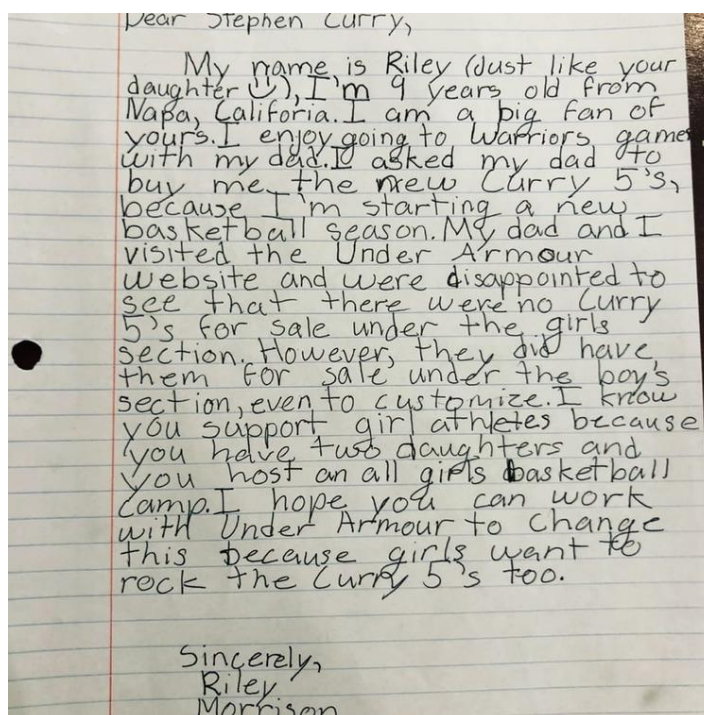 Dear Stephen Curry,
My name is Riley (Just like your
daughter ☺), I'm 9 years old from
Napa, Califoria. I am a big fan of
yours. I enjoy going to Warriors games
with my dad. I asked my dad to
buy me the new Curry 5's,
because I'm starting a new
basketball season. My dad and I
visited the Under Armour
website and were disappointed to
see that there were no Curry
5's for sale under the girls
section. However, they did have
them for sale under the boy's
section, even to customize. I know
you support girl athletes because
you have two daughters and
you host an all girls basketball
camp. I hope you can work
with Under Armour to change
this because girls want to
rock the Curry 5's too.
Sincerely,
Riley
Morrison